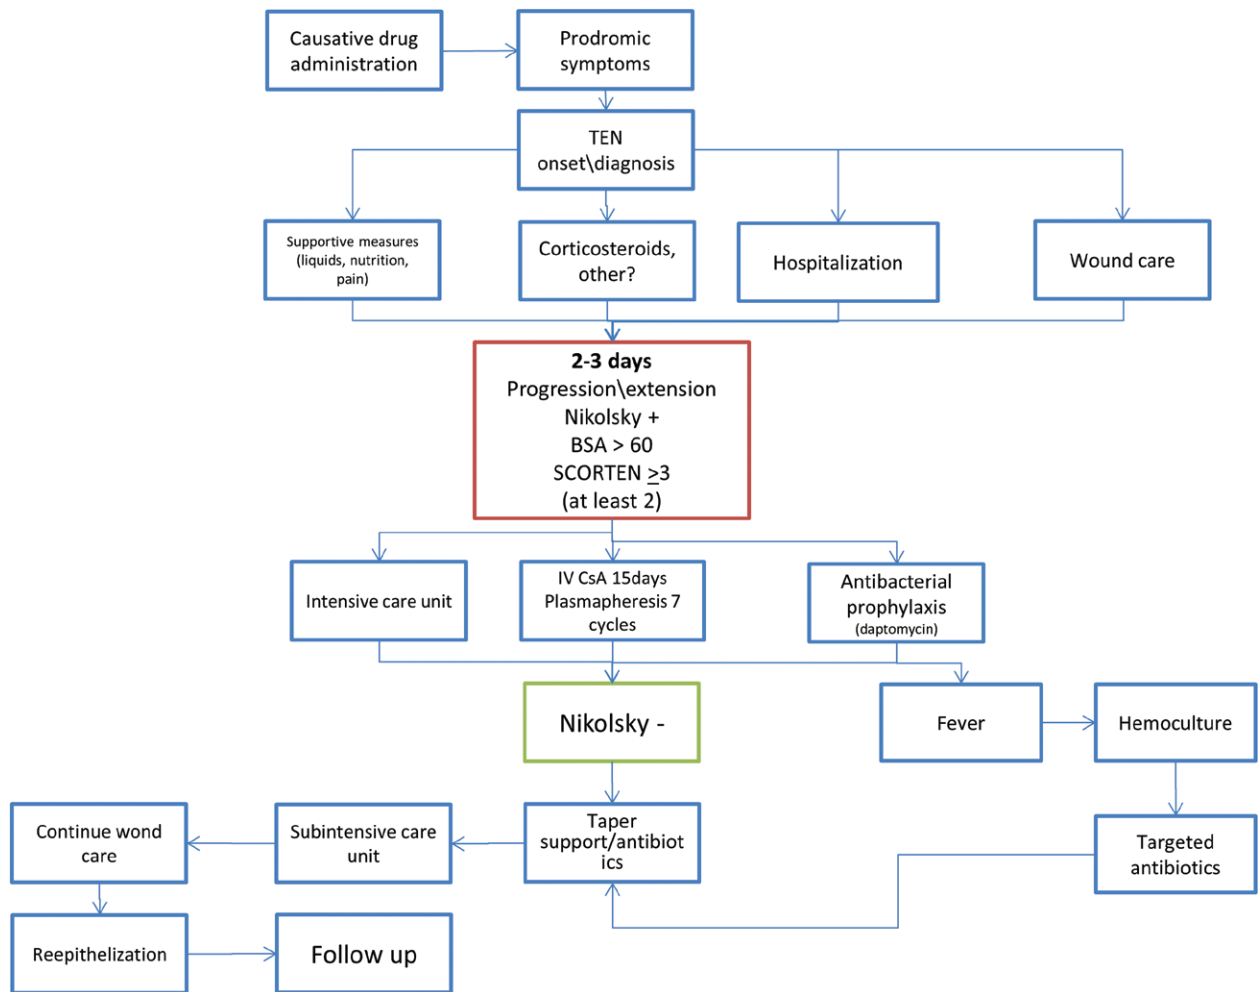 Causative drug
administration
Prodromic
symptoms
TEN
onset\diagnosis
Supportive measures
(liquids, nutrition,
pain)
Corticosteroids,
other?
Hospitalization
Wound care
2-3 days
Progression\extension
Nikolsky +
BSA > 60
SCORTEN ≥3
(at least 2)
Intensive care unit
IV CsA 15days
Plasmapheresis 7
cycles
Antibacterial
prophylaxis
(daptomycin)
Nikolsky -
Fever
Hemoculture
Continue wond
care
Subintensive care
unit
Taper
support/antibiot
ics
Targeted
antibiotics
Reepithelization
Follow up